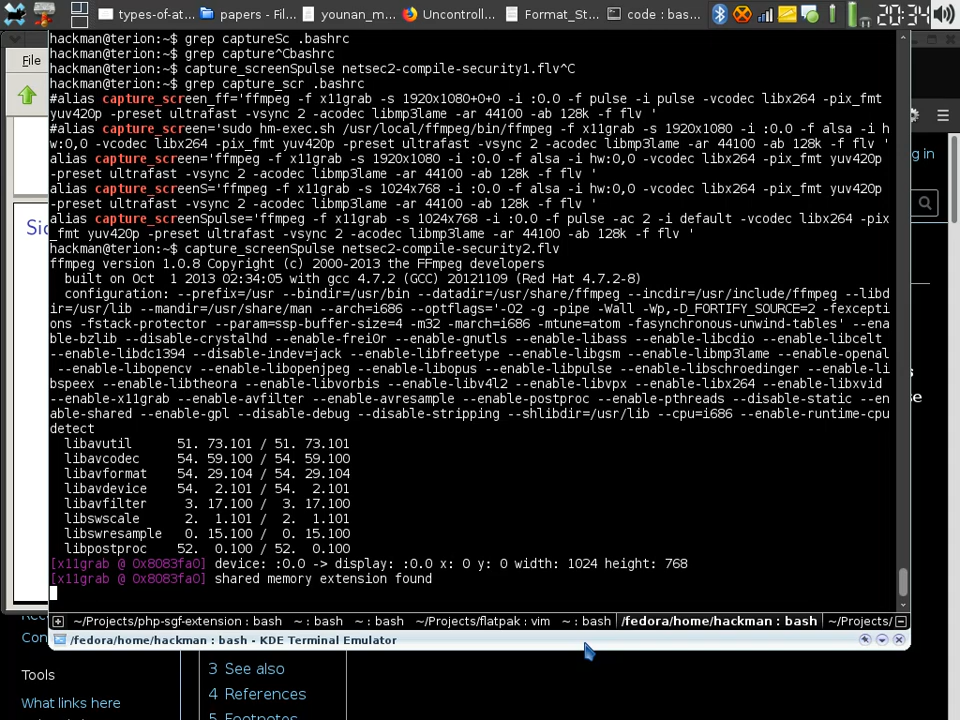 types-of-at...
papers - Fil...
younan_m...
Uncontroll...
Format_St...
code : bas...
20:34
hackman@terion:~$ grep captureSc .bashrc
hackman@terion:~$ grep capture^Cbashrc
hackman@terion:~$ capture_screenSpulse netsec2-compile-security1.flv^C
hackman@terion:~$ grep capture_scr .bashrc
#alias capture_screen_ff='ffmpeg -f x11grab -s 1920x1080+0+0 -i :0.0 -f pulse -i pulse -vcodec libx264 -pix_fmt
yuv420p -preset ultrafast -vsync 2 -acodec libmp3lame -ar 44100 -ab 128k -f flv '
#alias capture_screen='sudo hm-exec.sh /usr/local/ffmpeg/bin/ffmpeg -f x11grab -s 1920x1080 -i :0.0 -f alsa -i h
w:0,0 -vcodec libx264 -pix_fmt yuv420p -preset ultrafast -vsync 2 -acodec libmp3lame -ar 44100 -ab 128k -f flv '
alias capture_screen='ffmpeg -f x11grab -s 1920x1080 -i :0.0 -f alsa -i hw:0,0 -vcodec libx264 -pix_fmt yuv420p
-preset ultrafast -vsync 2 -acodec libmp3lame -ar 44100 -ab 128k -f flv '
alias capture_screenS='ffmpeg -f x11grab -s 1024x768 -i :0.0 -f alsa -i hw:0,0 -vcodec libx264 -pix_fmt yuv420p
-preset ultrafast -vsync 2 -acodec libmp3lame -ar 44100 -ab 128k -f flv '
alias capture_screenSpulse='ffmpeg -f x11grab -s 1024x768 -i :0.0 -f pulse -ac 2 -i default -vcodec libx264 -pix
_fmt yuv420p -preset ultrafast -vsync 2 -acodec libmp3lame -ar 44100 -ab 128k -f flv '
hackman@terion:~$ capture_screenSpulse netsec2-compile-security2.flv
ffmpeg version 1.0.8 Copyright (c) 2000-2013 the FFmpeg developers
built on Oct  1 2013 02:34:05 with gcc 4.7.2 (GCC) 20121109 (Red Hat 4.7.2-8)
configuration: --prefix=/usr --bindir=/usr/bin --datadir=/usr/share/ffmpeg --incdir=/usr/include/ffmpeg --libd
ir=/usr/lib --mandir=/usr/share/man --arch=i686 --optflags='-O2 -g -pipe -Wall -Wp,-D_FORTIFY_SOURCE=2 -fexcepti
ons -fstack-protector --param=ssp-buffer-size=4 -m32 -march=i686 -mtune=atom -fasynchronous-unwind-tables' --ena
ble-bzlib --disable-crystalhd --enable-frei0r --enable-gnutls --enable-libass --enable-libcdio --enable-libcelt
--enable-libdc1394 --disable-indev=jack --enable-libfreetype --enable-libgsm --enable-libmp3lame --enable-openal
--enable-libopencv --enable-libopenjpeg --enable-libopus --enable-libpulse --enable-libschroedinger --enable-li
bspeex --enable-libtheora --enable-libvorbis --enable-libv4l2 --enable-libvpx --enable-libx264 --enable-libxvid
--enable-x11grab --enable-avfilter --enable-avresample --enable-postproc --enable-pthreads --disable-static --en
able-shared --enable-gpl --disable-debug --disable-stripping --shlibdir=/usr/lib --cpu=i686 --enable-runtime-cpu
detect
libavutil      51. 73.101 / 51. 73.101
libavcodec     54. 59.100 / 54. 59.100
libavformat    54. 29.104 / 54. 29.104
libavdevice    54.  2.101 / 54.  2.101
libavfilter     3. 17.100 /  3. 17.100
libswscale      2.  1.101 /  2.  1.101
libswresample   0. 15.100 /  0. 15.100
libpostproc    52.  0.100 / 52.  0.100
[x11grab @ 0x8083fa0] device: :0.0 -> display: :0.0 x: 0 y: 0 width: 1024 height: 768
[x11grab @ 0x8083fa0] shared memory extension found
~/Projects/php-sgf-extension : bash
~ : bash
~ : bash
~/Projects/flatpak : vim
~ : bash
/fedora/home/hackman : bash
~/Projects/
/fedora/home/hackman : bash - KDE Terminal Emulator
File
Sid
in
Con
Tools
What links here
3 See also
4 References
5 Footnotes